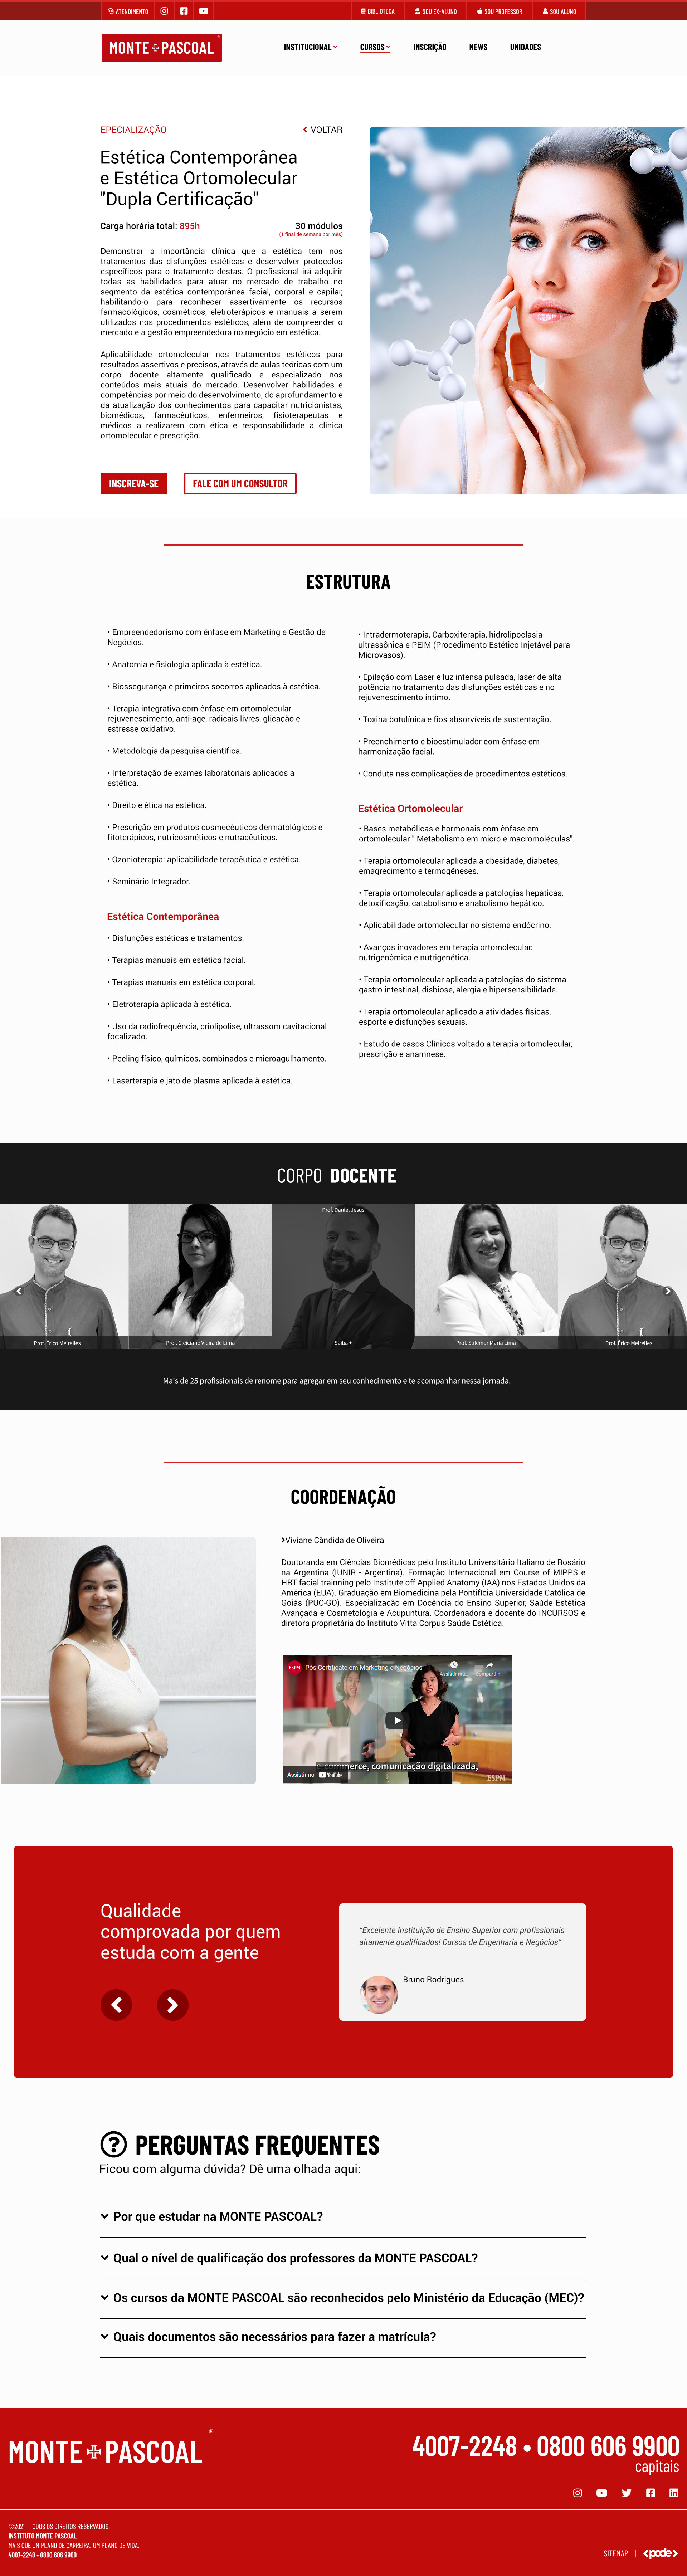 ATENDIMENTO
BIBLIOTECA
SOU EX-ALUNO
SOU PROFESSOR
SOU ALUNO
MONTE PASCOAL
INSTITUCIONAL
CURSOS
INSCRIÇÃO
NEWS
UNIDADES
EPECIALIZAÇÃO
VOLTAR
Estética Contemporânea
e Estética Ortomolecular
"Dupla Certificação"
Carga horária total: 895h
30 módulos
(1 final de semana por mês)
Demonstrar a importância clínica que a estética tem nos
tratamentos das disfunções estéticas e desenvolver protocolos
específicos para o tratamento destas. O profissional irá adquirir
todas as habilidades para atuar no mercado de trabalho no
segmento da estética contemporânea facial, corporal e capilar,
habilitando-o para reconhecer assertivamente os recursos
farmacológicos, cosméticos, eletroterápicos e manuais a serem
utilizados nos procedimentos estéticos, além de compreender o
mercado e a gestão empreendedora no negócio em estética.
Aplicabilidade ortomolecular nos tratamentos estéticos para
resultados assertivos e precisos, através de aulas teóricas com um
corpo docente altamente qualificado e especializado nos
conteúdos mais atuais do mercado. Desenvolver habilidades e
competências por meio do desenvolvimento, do aprofundamento e
da atualização dos conhecimentos para capacitar nutricionistas,
biomédicos, farmacêuticos, enfermeiros, fisioterapeutas e
médicos a realizarem com ética e responsabilidade a clínica
ortomolecular e prescrição.
INSCREVA-SE
FALE COM UM CONSULTOR
ESTRUTURA
• Empreendedorismo com ênfase em Marketing e Gestão de
Negócios.
• Anatomia e fisiologia aplicada à estética.
• Biossegurança e primeiros socorros aplicados à estética.
• Terapia integrativa com ênfase em ortomolecular
rejuvenescimento, anti-age, radicais livres, glicação e
estresse oxidativo.
• Metodologia da pesquisa científica.
• Interpretação de exames laboratoriais aplicados a
estética.
• Direito e ética na estética.
• Prescrição em produtos cosmecêuticos dermatológicos e
fitoterápicos, nutricosméticos e nutracêuticos.
• Ozonioterapia: aplicabilidade terapêutica e estética.
• Seminário Integrador.
Estética Contemporânea
• Disfunções estéticas e tratamentos.
• Terapias manuais em estética facial.
• Terapias manuais em estética corporal.
• Eletroterapia aplicada à estética.
• Uso da radiofrequência, criolipolise, ultrassom cavitacional
focalizado.
• Peeling físico, químicos, combinados e microagulhamento.
• Laserterapia e jato de plasma aplicada à estética.
• Intradermoterapia, Carboxiterapia, hidrolipoclasia
ultrassônica e PEIM (Procedimento Estético Injetável para
Microvasos).
• Epilação com Laser e luz intensa pulsada, laser de alta
potência no tratamento das disfunções estéticas e no
rejuvenescimento íntimo.
• Toxina botulínica e fios absorvíveis de sustentação.
• Preenchimento e bioestimulador com ênfase em
harmonização facial.
• Conduta nas complicações de procedimentos estéticos.
Estética Ortomolecular
• Bases metabólicas e hormonais com ênfase em
ortomolecular " Metabolismo em micro e macromoléculas".
• Terapia ortomolecular aplicada a obesidade, diabetes,
emagrecimento e termogêneses.
• Terapia ortomolecular aplicada a patologias hepáticas,
detoxificação, catabolismo e anabolismo hepático.
• Aplicabilidade ortomolecular no sistema endócrino.
• Avanços inovadores em terapia ortomolecular:
nutrigenômica e nutrigenética.
• Terapia ortomolecular aplicada a patologias do sistema
gastro intestinal, disbiose, alergia e hipersensibilidade.
• Terapia ortomolecular aplicado a atividades físicas,
esporte e disfunções sexuais.
• Estudo de casos Clínicos voltado a terapia ortomolecular,
prescrição e anamnese.
CORPO DOCENTE
Prof. Daniel Jesus
Prof. Érico Meirelles
Prof. Cleiciane Vieira de Lima
Saiba +
Prof. Sulemar Maria Lima
Prof. Érico Meirelles
Mais de 25 profissionais de renome para agregar em seu conhecimento e te acompanhar nessa jornada.
COORDENAÇÃO
Viviane Cândida de Oliveira
Doutoranda em Ciências Biomédicas pelo Instituto Universitário Italiano de Rosário
na Argentina (IUNIR - Argentina). Formação Internacional em Course of MIPPS e
HRT facial trainning pelo Institute off Applied Anatomy (IAA) nos Estados Unidos da
América (EUA). Graduação em Biomedicina pela Pontifícia Universidade Católica de
Goiás (PUC-GO). Especialização em Docência do Ensino Superior, Saúde Estética
Avançada e Cosmetologia e Acupuntura. Coordenadora e docente do INCURSOS e
diretora proprietária do Instituto Vitta Corpus Saúde Estética.
ESPM
Pós Certificate em Marketing e Negócios
Assistir mais...
Compartilh...
e-commerce, comunicação digitalizada,
Assistir no YouTube
ESPM
Qualidade
comprovada por quem
estuda com a gente
"Excelente Instituição de Ensino Superior com profissionais
altamente qualificados! Cursos de Engenharia e Negócios"
Bruno Rodrigues
PERGUNTAS FREQUENTES
Ficou com alguma dúvida? Dê uma olhada aqui:
Por que estudar na MONTE PASCOAL?
Qual o nível de qualificação dos professores da MONTE PASCOAL?
Os cursos da MONTE PASCOAL são reconhecidos pelo Ministério da Educação (MEC)?
Quais documentos são necessários para fazer a matrícula?
MONTE PASCOAL
4007-2248 • 0800 606 9900
capitais
©2021 - TODOS OS DIREITOS RESERVADOS.
INSTITUTO MONTE PASCOAL
MAIS QUE UM PLANO DE CARREIRA. UM PLANO DE VIDA.
4007-2248 • 0800 606 9900
SITEMAP | <pode>